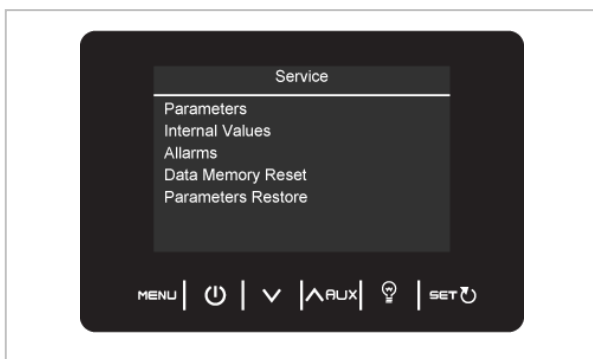 Service
Parameters
Internal Values
Allarms
Data Memory Reset
Parameters Restore
MENU AUX SET